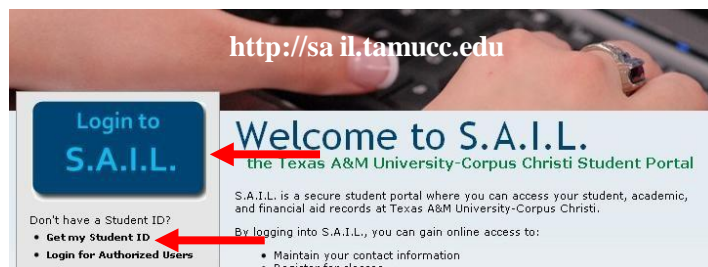 http://sa il.tamucc.edu
Login to
S.A.I.L.
Welcome to S.A.I.L.
the Texas A&M University-Corpus Christi Student Portal
S.A.I.L. is a secure student portal where you can access your student, academic,
and financial aid records at Texas A&M University-Corpus Christi.
Don't have a Student ID?
• Get my Student ID
• Login for Authorized Users
By logging into S.A.I.L., you can gain online access to:
• Maintain your contact information
• Register for classes